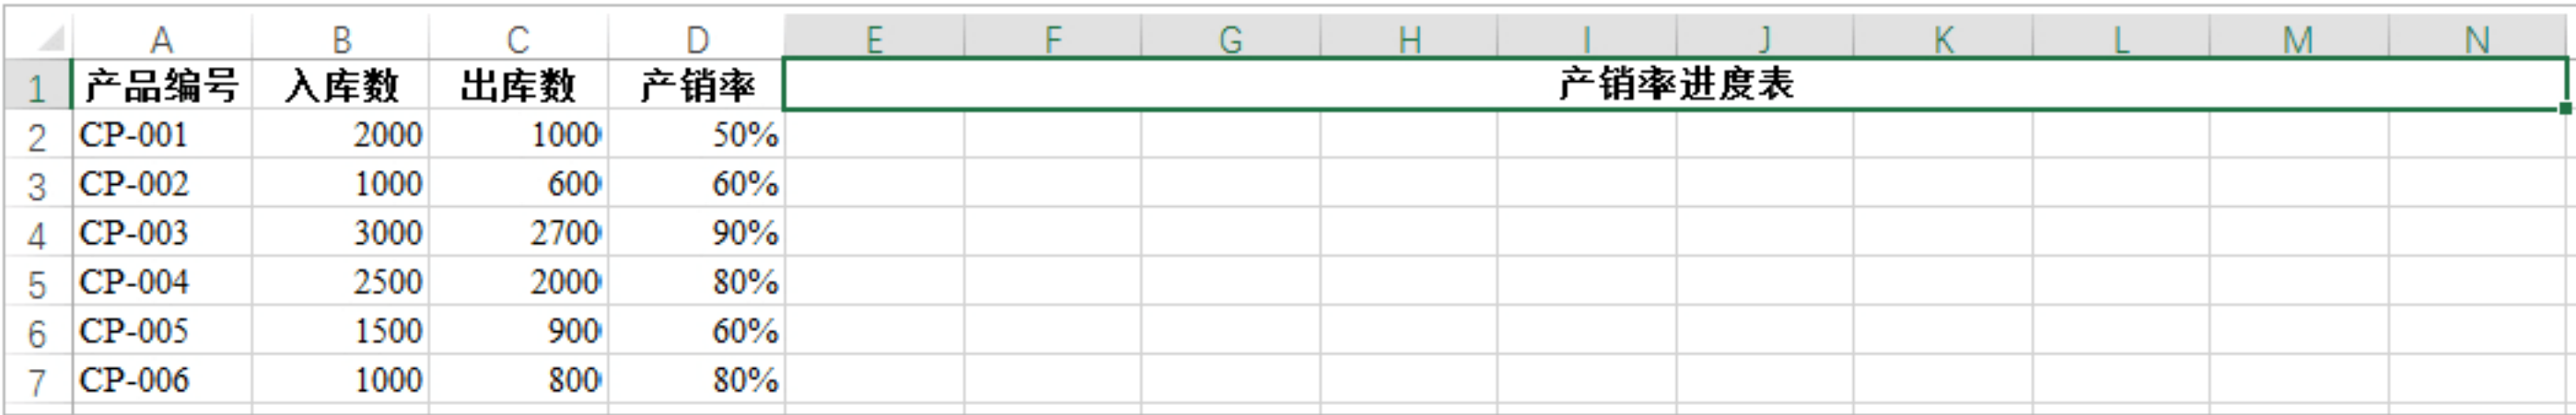 A B C D E F G H I J K L M N
1 产品编号 入库数 出库数 产销率 产销率进度表
2 CP-001 2000 1000 50%
3 CP-002 1000 600 60%
4 CP-003 3000 2700 90%
5 CP-004 2500 2000 80%
6 CP-005 1500 900 60%
7 CP-006 1000 800 80%